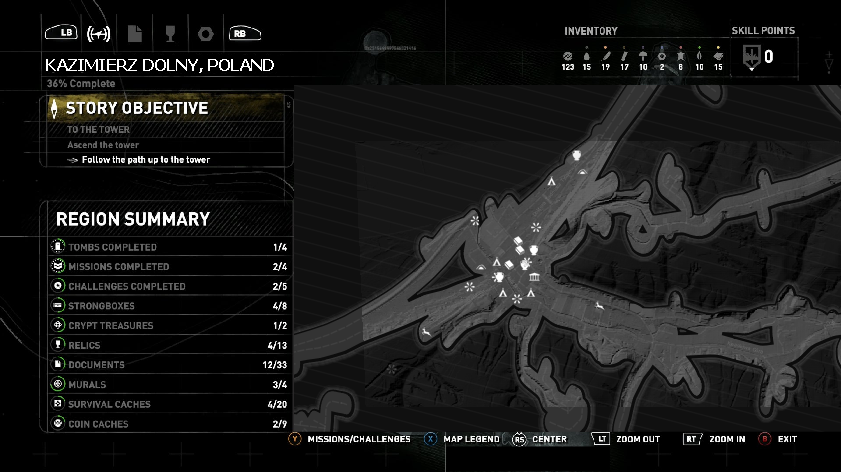 LB
RB
INVENTORY
SKILL POINTS
123 15 19 17 10 2 8 10 15
0
KAZIMIERZ DOLNY, POLAND
36% Complete
STORY OBJECTIVE
TO THE TOWER
Ascend the tower
Follow the path up to the tower
REGION SUMMARY
TOMBS COMPLETED 1/4
MISSIONS COMPLETED 2/4
CHALLENGES COMPLETED 2/5
STRONGBOXES 4/8
CRYPT TREASURES 1/2
RELICS 4/13
DOCUMENTS 12/33
MURALS 3/4
SURVIVAL CACHES 4/20
COIN CACHES 2/9
Y MISSIONS/CHALLENGES X MAP LEGEND RS CENTER LT ZOOM OUT RT ZOOM IN B EXIT